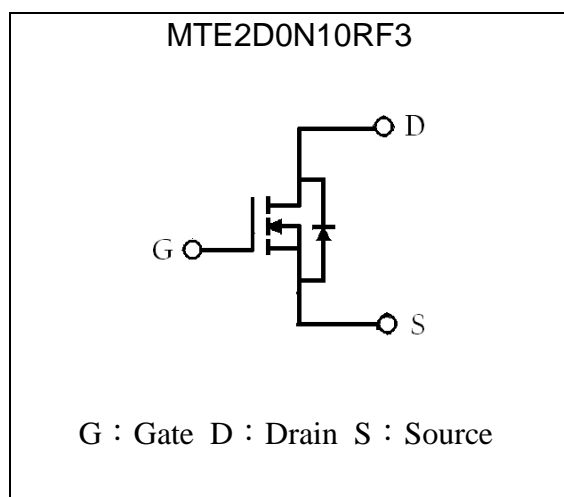 MTE2D0N10RF3
D
G
S
G：Gate D：Drain S：Source